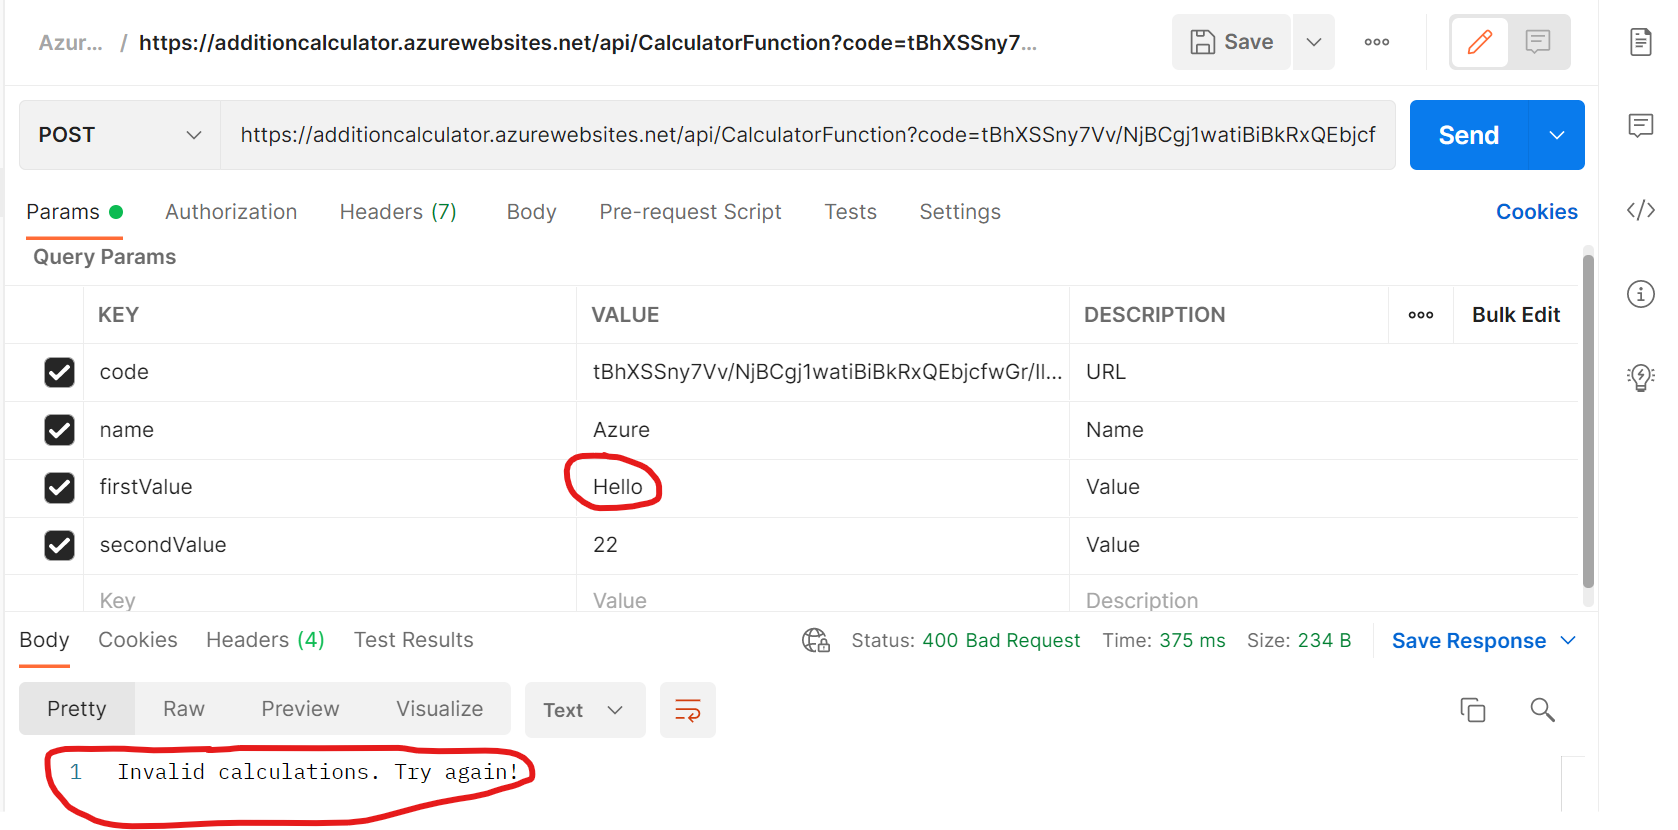 Azur... / https://additioncalculator.azurewebsites.net/api/CalculatorFunction?code=tBhXSSny7...
Save
POST
https://additioncalculator.azurewebsites.net/api/CalculatorFunction?code=tBhXSSny7Vv/NjBCgj1watiBiBkRxQEbjcf
Send
Params Authorization Headers (7) Body Pre-request Script Tests Settings Cookies
Query Params
KEY VALUE DESCRIPTION Bulk Edit
code tBhXSSny7Vv/NjBCgj1watiBiBkRxQEbjcfwGr/Il... URL
name Azure Name
firstValue Hello Value
secondValue 22 Value
Key Value Description
Body Cookies Headers (4) Test Results Status: 400 Bad Request Time: 375 ms Size: 234 B Save Response
Pretty Raw Preview Visualize Text
1 Invalid calculations. Try again!